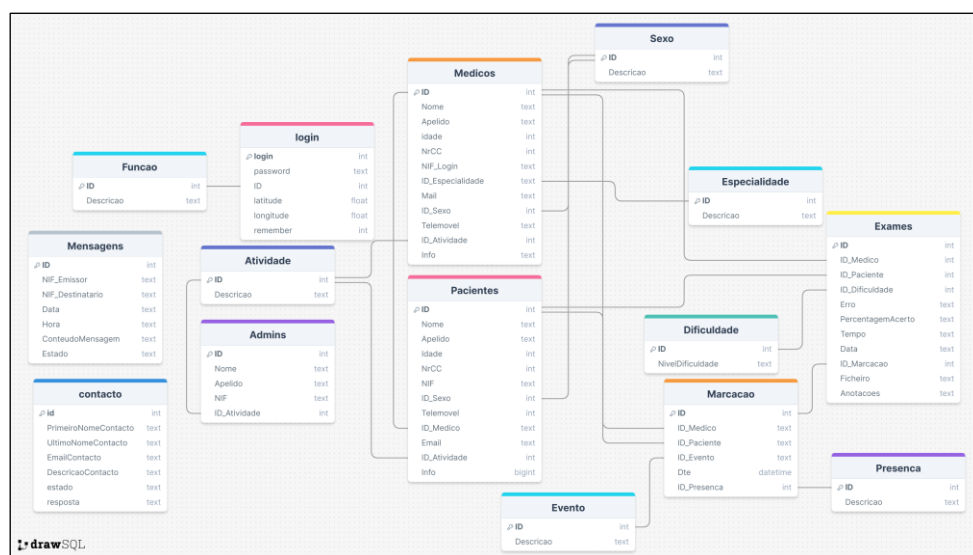 Sexo
ID int
Descricao text
Medicos
ID int
Nome text
Apelido text
idade int
NrCC int
NIF_Login text
ID_Especialidade text
Mail text
ID_Sexo int
Telemovel text
ID_Atividade int
Info text
login
login int
password text
ID int
latitude float
longitude float
remember int
Funcao
ID int
Descricao text
Especialidade
ID int
Descricao text
Exames
ID int
ID_Medico int
ID_Paciente int
ID_Dificuldade int
Erro text
PercentagemAcerto text
Tempo text
Data text
ID_Marcacao int
Ficheiro text
Anotacoes text
Mensagens
ID int
NIF_Emissor text
NIF_Destinatario text
Data text
Hora text
ConteudoMensagem text
Estado text
Atividade
ID int
Descricao text
Pacientes
ID int
Nome text
Apelido text
Idade int
NrCC int
NIF text
ID_Sexo int
Telemovel int
ID_Medico text
Email text
ID_Atividade int
Info bigint
Admins
ID int
Nome text
Apelido text
NIF text
ID_Atividade int
Dificuldade
ID int
NivelDificuldade text
contacto
id int
PrimeiroNomeContacto text
UltimoNomeContacto text
EmailContacto text
DescricaoContacto text
estado text
resposta text
Marcacao
ID int
ID_Medico text
ID_Paciente text
ID_Evento text
Dte datetime
ID_Presenca int
Presenca
ID int
Descricao text
Evento
ID int
Descricao text
drawSQL